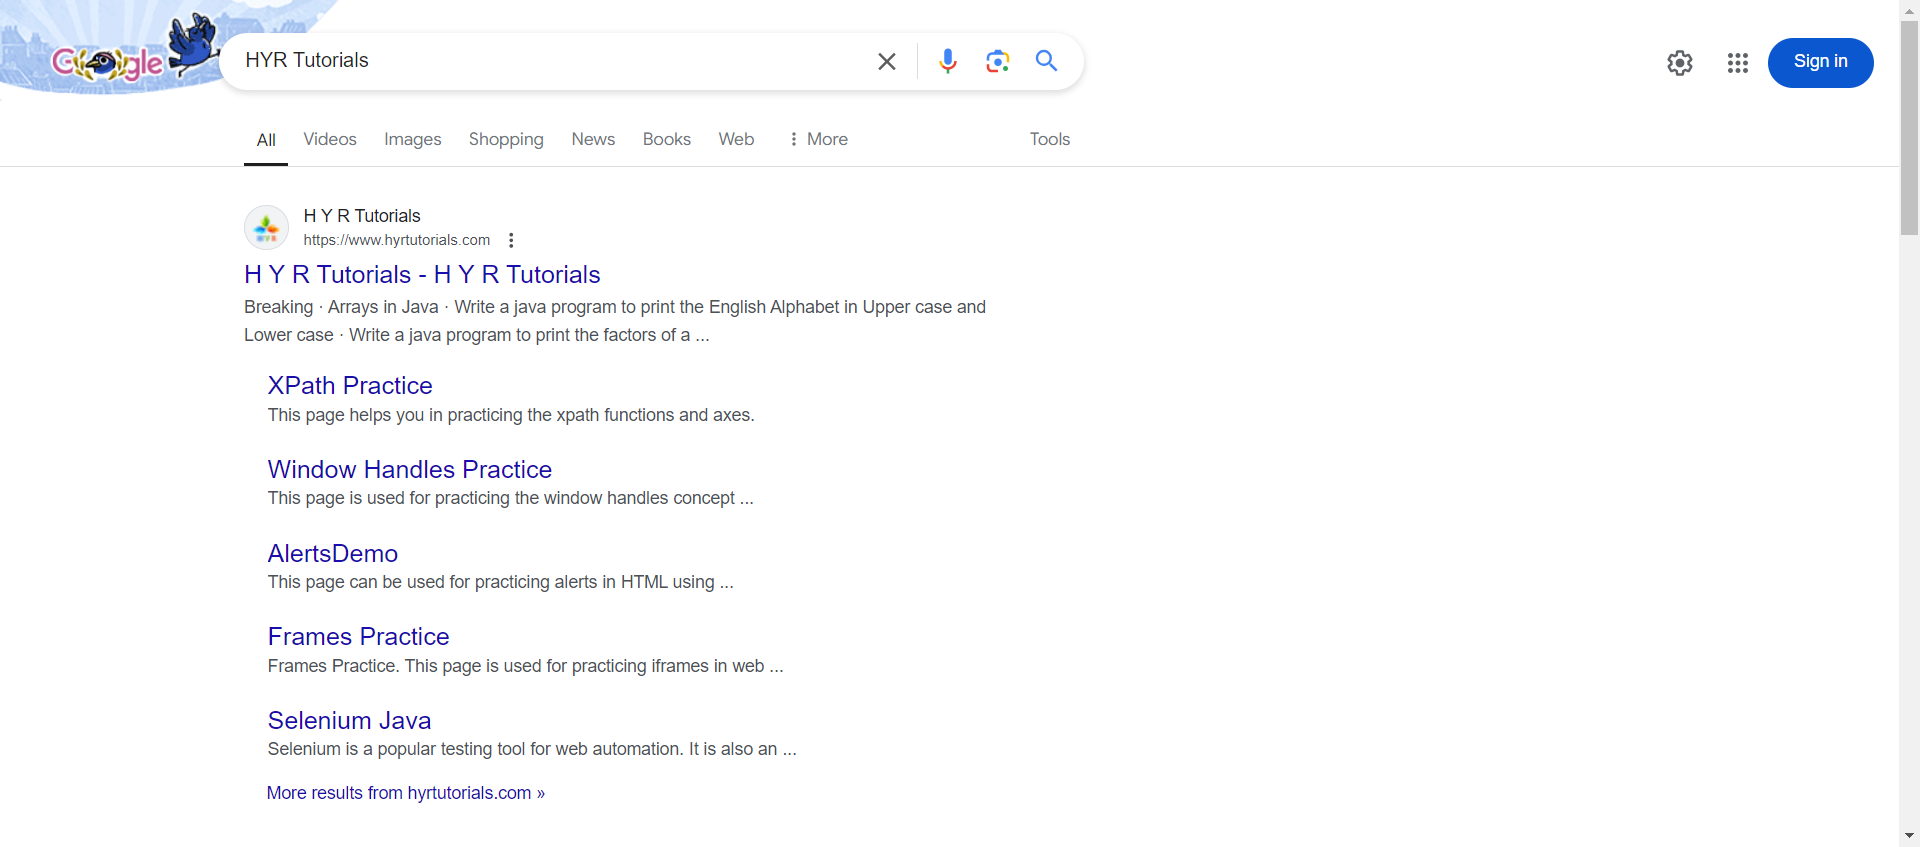 Google
HYR Tutorials
Sign in
All
Videos
Images
Shopping
News
Books
Web
More
Tools
H Y R Tutorials
https://www.hyrtutorials.com
H Y R Tutorials - H Y R Tutorials
Breaking · Arrays in Java · Write a java program to print the English Alphabet in Upper case and
Lower case · Write a java program to print the factors of a ...
XPath Practice
This page helps you in practicing the xpath functions and axes.
Window Handles Practice
This page is used for practicing the window handles concept ...
AlertsDemo
This page can be used for practicing alerts in HTML using ...
Frames Practice
Frames Practice. This page is used for practicing iframes in web ...
Selenium Java
Selenium is a popular testing tool for web automation. It is also an ...
More results from hyrtutorials.com »